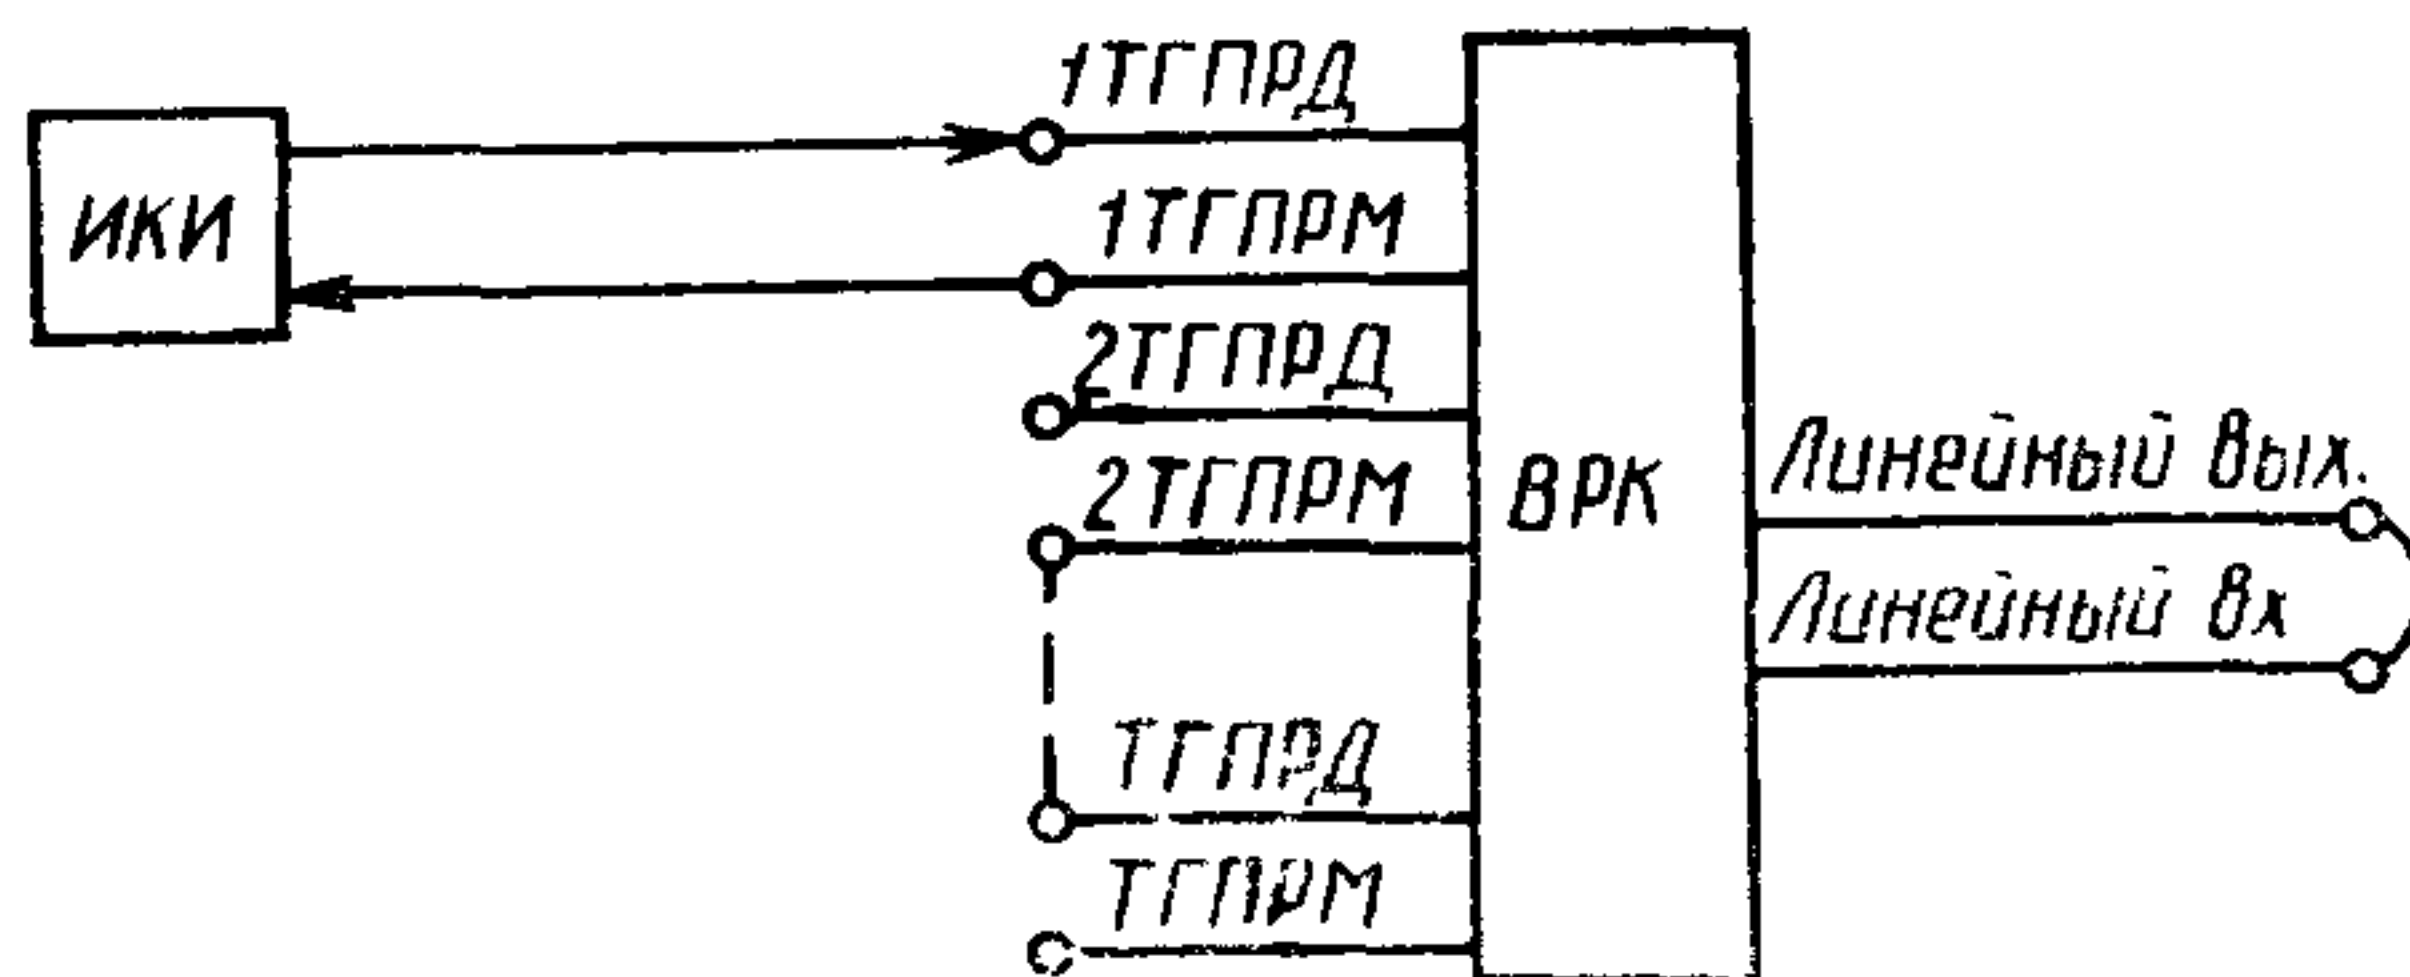 1ТГПРД
ИКИ
1ТГПРМ
2ТГПРД
2ТГПРМ
ВРК
Линейный вых.
Линейный вх
ТГПРД
ТГПРМ